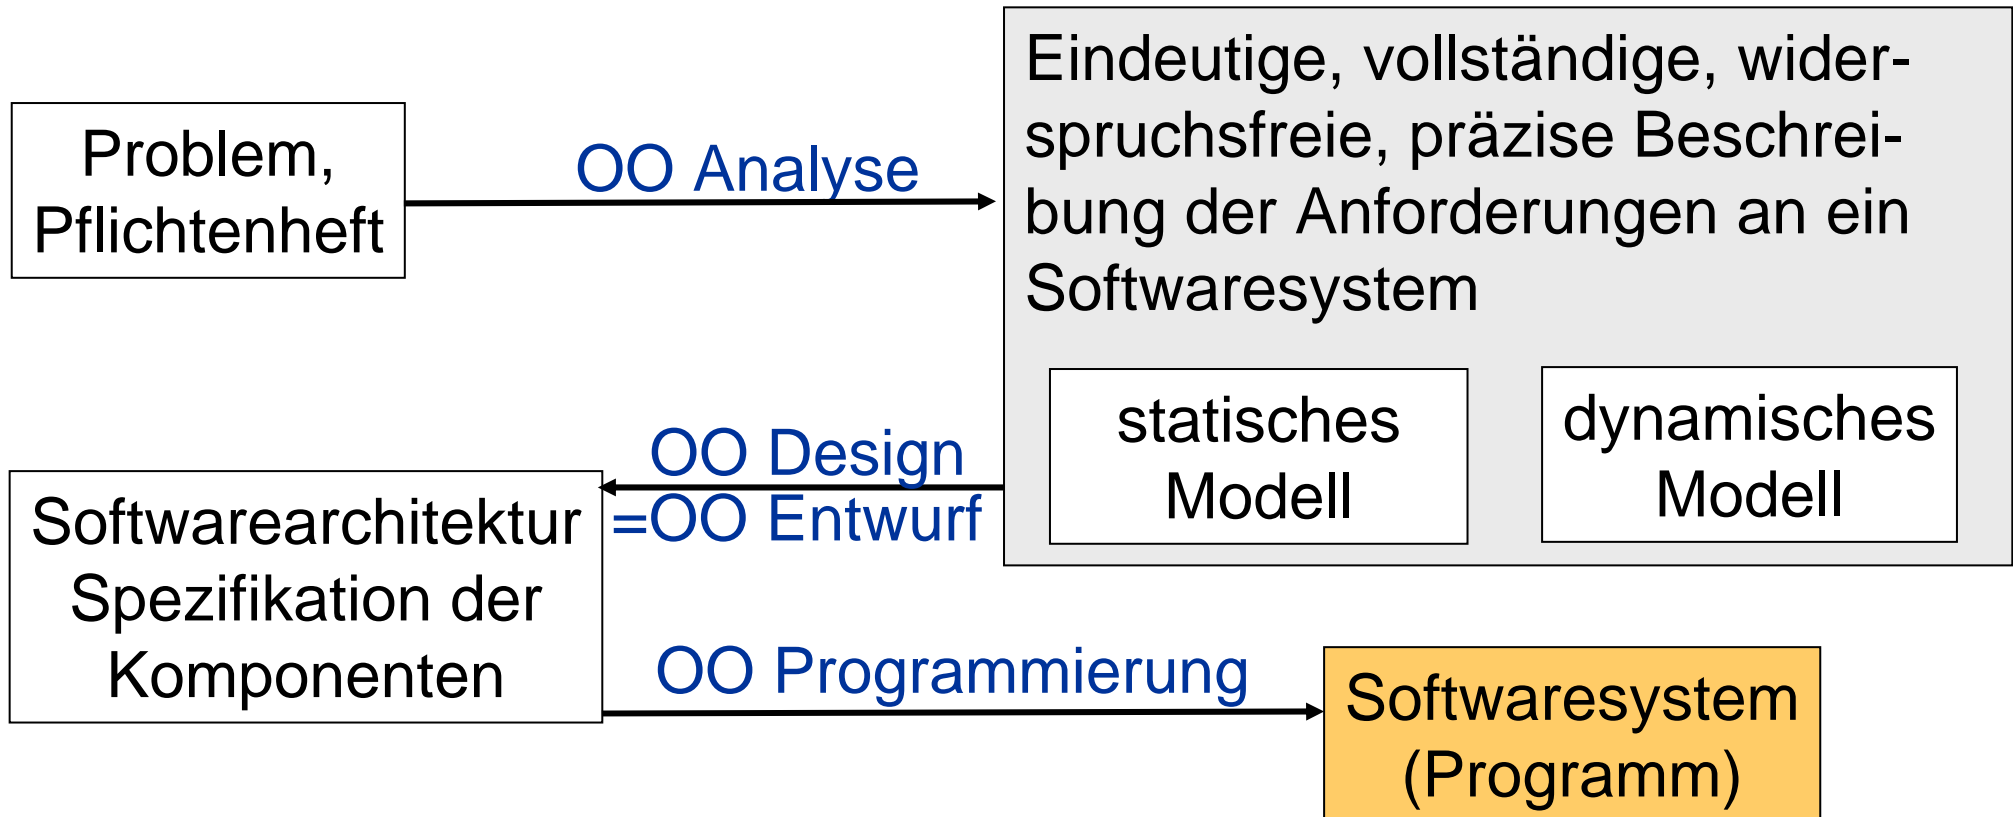 Problem,
Pflichtenheft
OO Analyse
Eindeutige, vollständige, wider-
spruchsfreie, präzise Beschrei-
bung der Anforderungen an ein
Softwaresystem
statisches
Modell
dynamisches
Modell
OO Design
=OO Entwurf
Softwarearchitektur
Spezifikation der
Komponenten
OO Programmierung
Softwaresystem
(Programm)